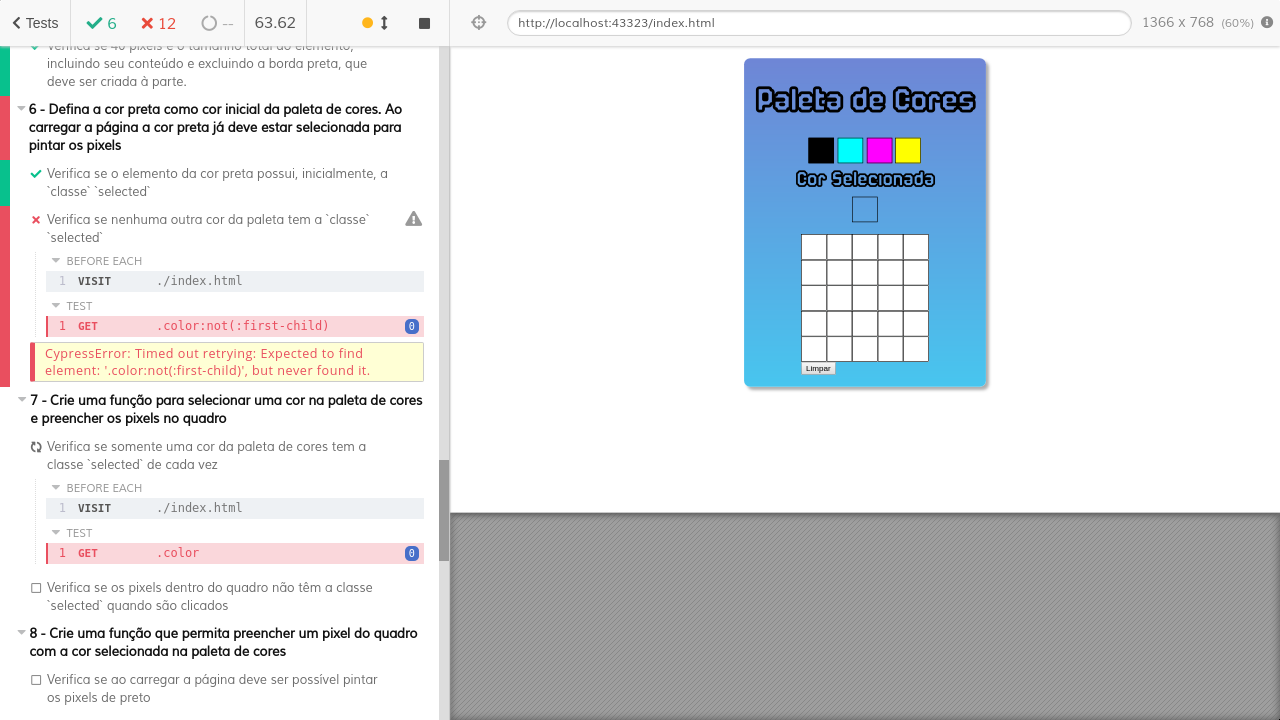 Tests
6
12
--
63.62
http://localhost:43323/index.html
1366 x 768 (60%)
Verifica se 40 pixels é o tamanho total do elemento,
incluindo seu conteúdo e excluindo a borda preta, que
deve ser criada à parte.
6 - Defina a cor preta como cor inicial da paleta de cores. Ao
carregar a página a cor preta já deve estar selecionada para
pintar os pixels
Verifica se o elemento da cor preta possui, inicialmente, a
`classe` `selected`
Verifica se nenhuma outra cor da paleta tem a `classe`
`selected`
BEFORE EACH
1 VISIT ./index.html
TEST
1 GET .color:not(:first-child) 0
CypressError: Timed out retrying: Expected to find
element: '.color:not(:first-child)', but never found it.
7 - Crie uma função para selecionar uma cor na paleta de cores
e preencher os pixels no quadro
Verifica se somente uma cor da paleta de cores tem a
classe `selected` de cada vez
BEFORE EACH
1 VISIT ./index.html
TEST
1 GET .color 0
Verifica se os pixels dentro do quadro não têm a classe
`selected` quando são clicados
8 - Crie uma função que permita preencher um pixel do quadro
com a cor selecionada na paleta de cores
Verifica se ao carregar a página deve ser possível pintar
os pixels de preto
Paleta de Cores
Cor Selecionada
Limpar